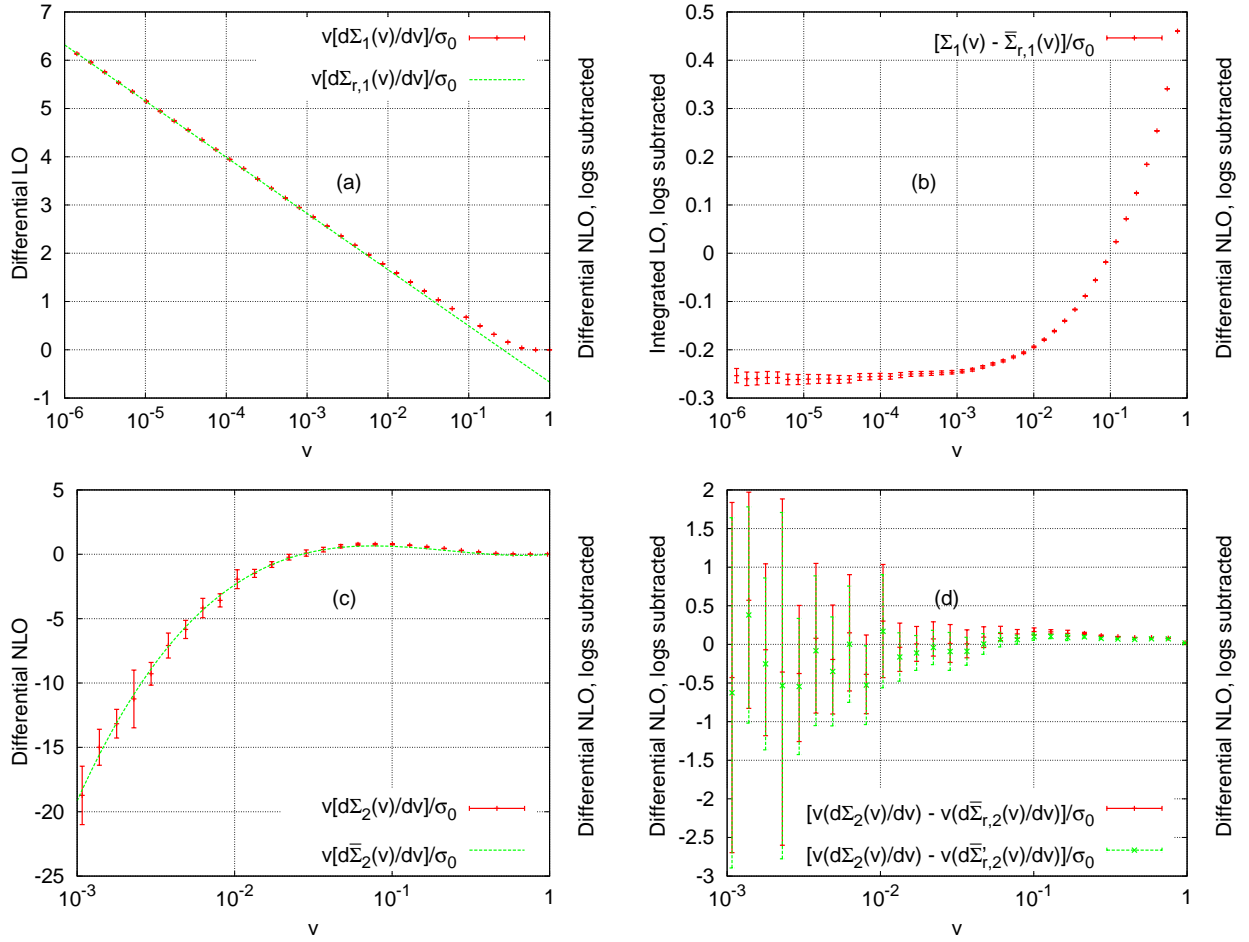 7
6
5
4
3
2
1
0
-1
10⁻⁶ 10⁻⁵ 10⁻⁴ 10⁻³ 10⁻² 10⁻¹ 1
Differential LO
v
(a)
v[dΣ₁(v)/dv]/σ₀
v[dΣᵣ,₁(v)/dv]/σ₀
Differential NLO, logs subtracted
0.5
0.4
0.3
0.2
0.1
0
-0.1
-0.2
-0.3
10⁻⁶ 10⁻⁵ 10⁻⁴ 10⁻³ 10⁻² 10⁻¹ 1
Integrated LO, logs subtracted
v
(b)
[Σ₁(v) - Σ̅ᵣ,₁(v)]/σ₀
Differential NLO, logs subtracted
5
0
-5
-10
-15
-20
-25
10⁻³ 10⁻² 10⁻¹ 1
Differential NLO
v
(c)
v[dΣ₂(v)/dv]/σ₀
v[dΣ̅₂(v)/dv]/σ₀
Differential NLO, logs subtracted
2
1.5
1
0.5
0
-0.5
-1
-1.5
-2
-2.5
-3
10⁻³ 10⁻² 10⁻¹ 1
Differential NLO, logs subtracted
v
(d)
[v(dΣ₂(v)/dv) - v(dΣ̅ᵣ,₂(v)/dv)]/σ₀
[v(dΣ₂(v)/dv) - v(dΣ̅'ᵣ,₂(v)/dv)]/σ₀
Differential NLO, logs subtracted